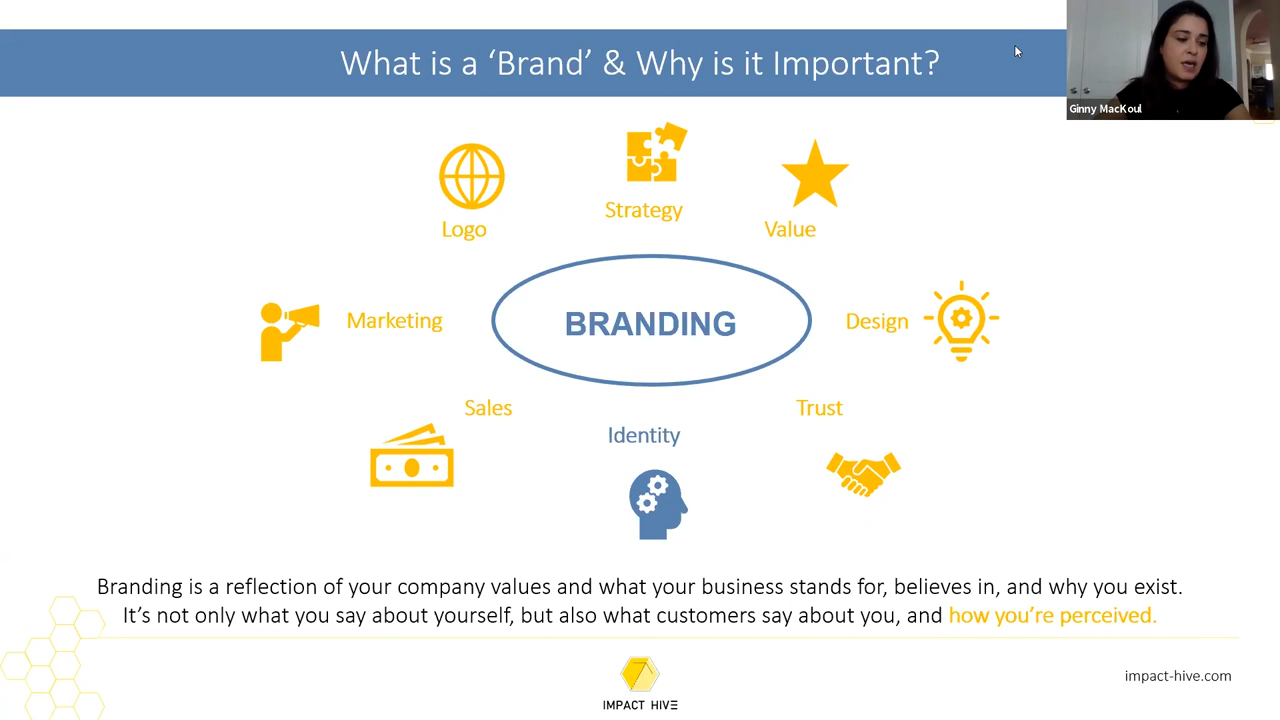 What is a ‘Brand’ & Why is it Important?
Ginny MacKoul
Strategy
Logo
Value
Marketing
BRANDING
Design
Sales
Trust
Identity
Branding is a reflection of your company values and what your business stands for, believes in, and why you exist.
It’s not only what you say about yourself, but also what customers say about you, and how you’re perceived.
impact-hive.com
IMPACT HIVE